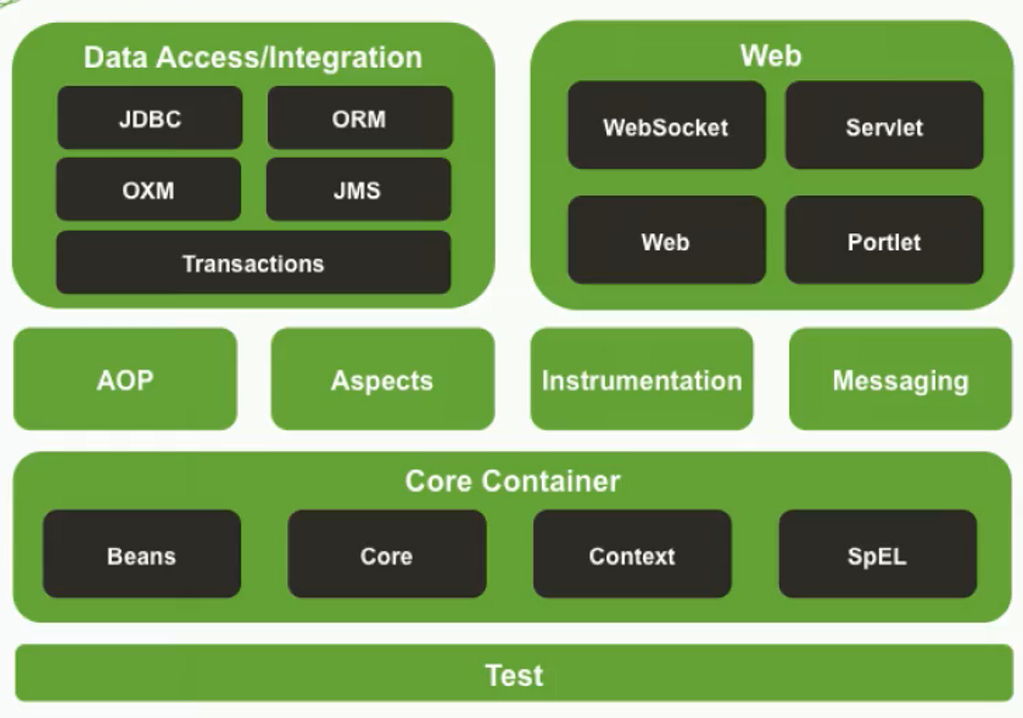 Data Access/Integration
JDBC
ORM
OXM
JMS
Transactions
Web
WebSocket
Servlet
Web
Portlet
AOP
Aspects
Instrumentation
Messaging
Core Container
Beans
Core
Context
SpEL
Test